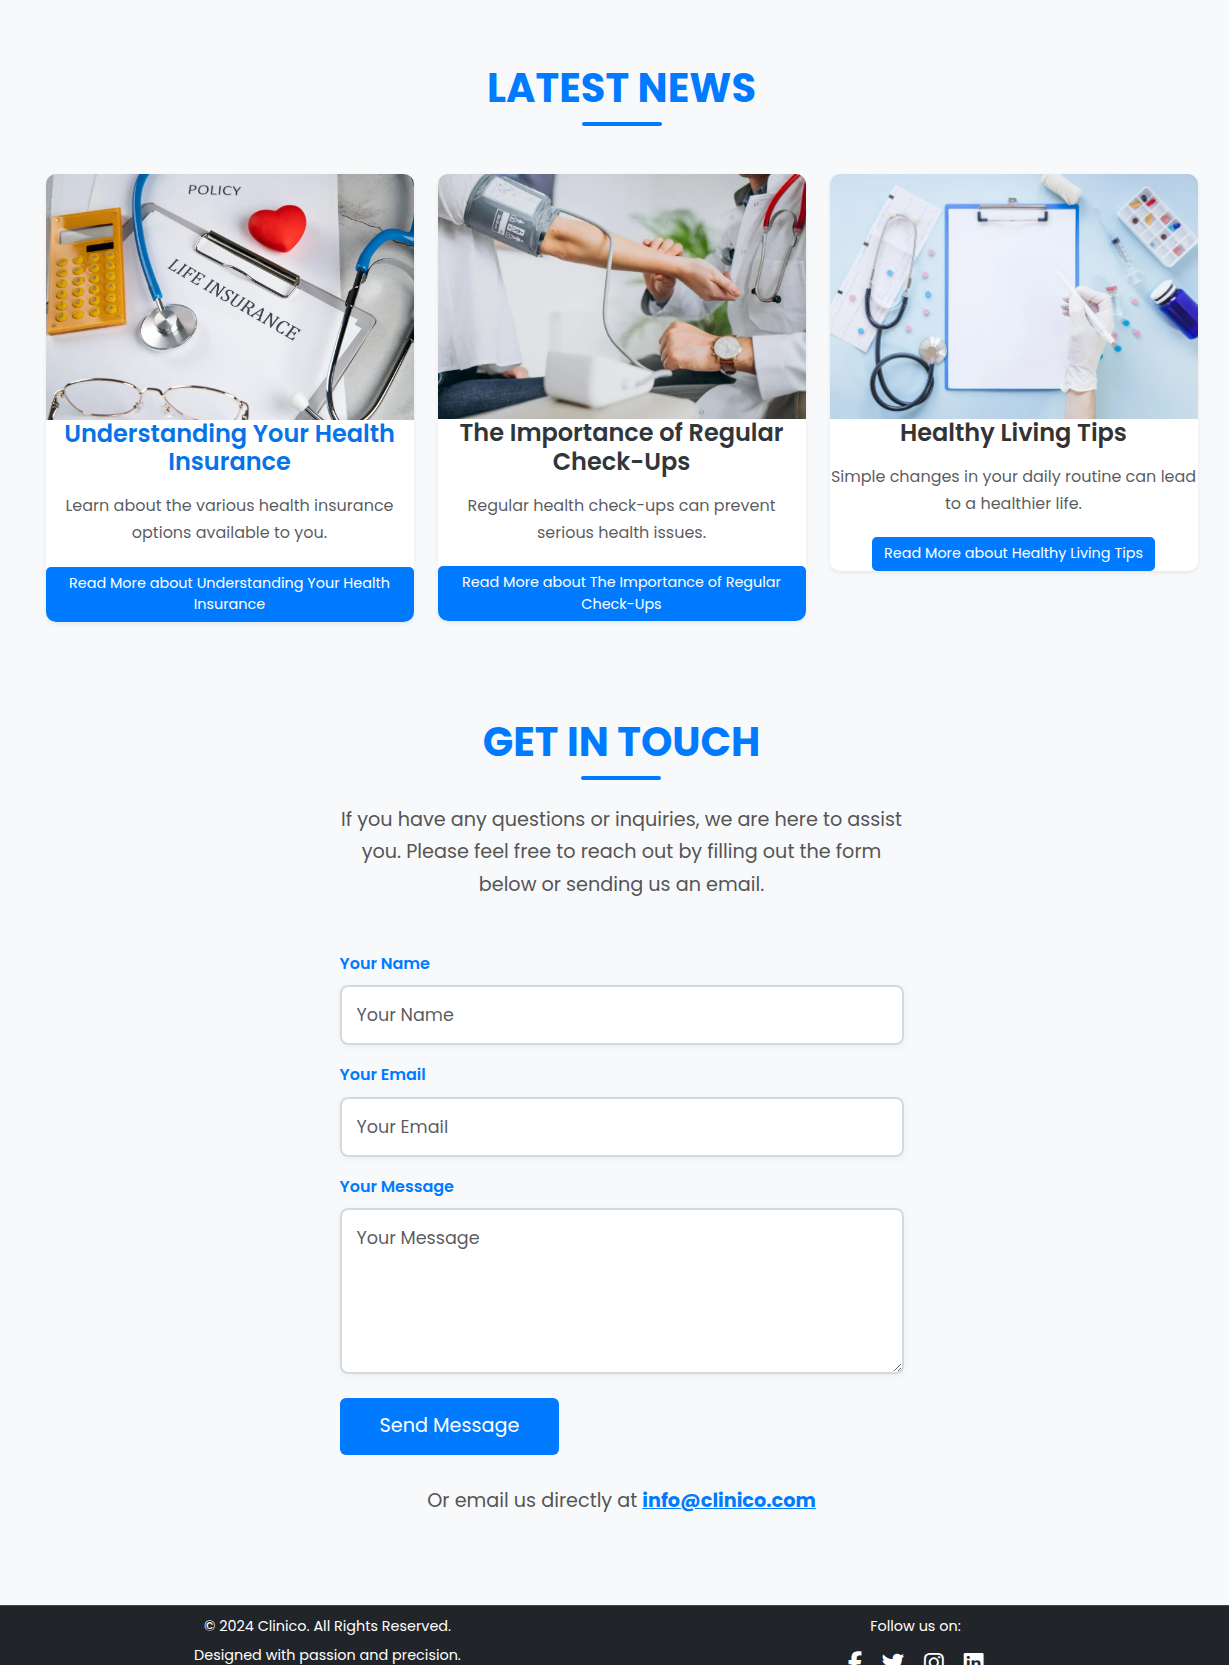 LATEST NEWS
POLICY
LIFE INSURANCE
Understanding Your Health
Insurance
Learn about the various health insurance
options available to you.
Read More about Understanding Your Health
Insurance
The Importance of Regular
Check-Ups
Regular health check-ups can prevent
serious health issues.
Read More about The Importance of Regular
Check-Ups
Healthy Living Tips
Simple changes in your daily routine can lead
to a healthier life.
Read More about Healthy Living Tips
GET IN TOUCH
If you have any questions or inquiries, we are here to assist
you. Please feel free to reach out by filling out the form
below or sending us an email.
Your Name
Your Name
Your Email
Your Email
Your Message
Your Message
Send Message
Or email us directly at info@clinico.com
© 2024 Clinico. All Rights Reserved.
Designed with passion and precision.
Follow us on: